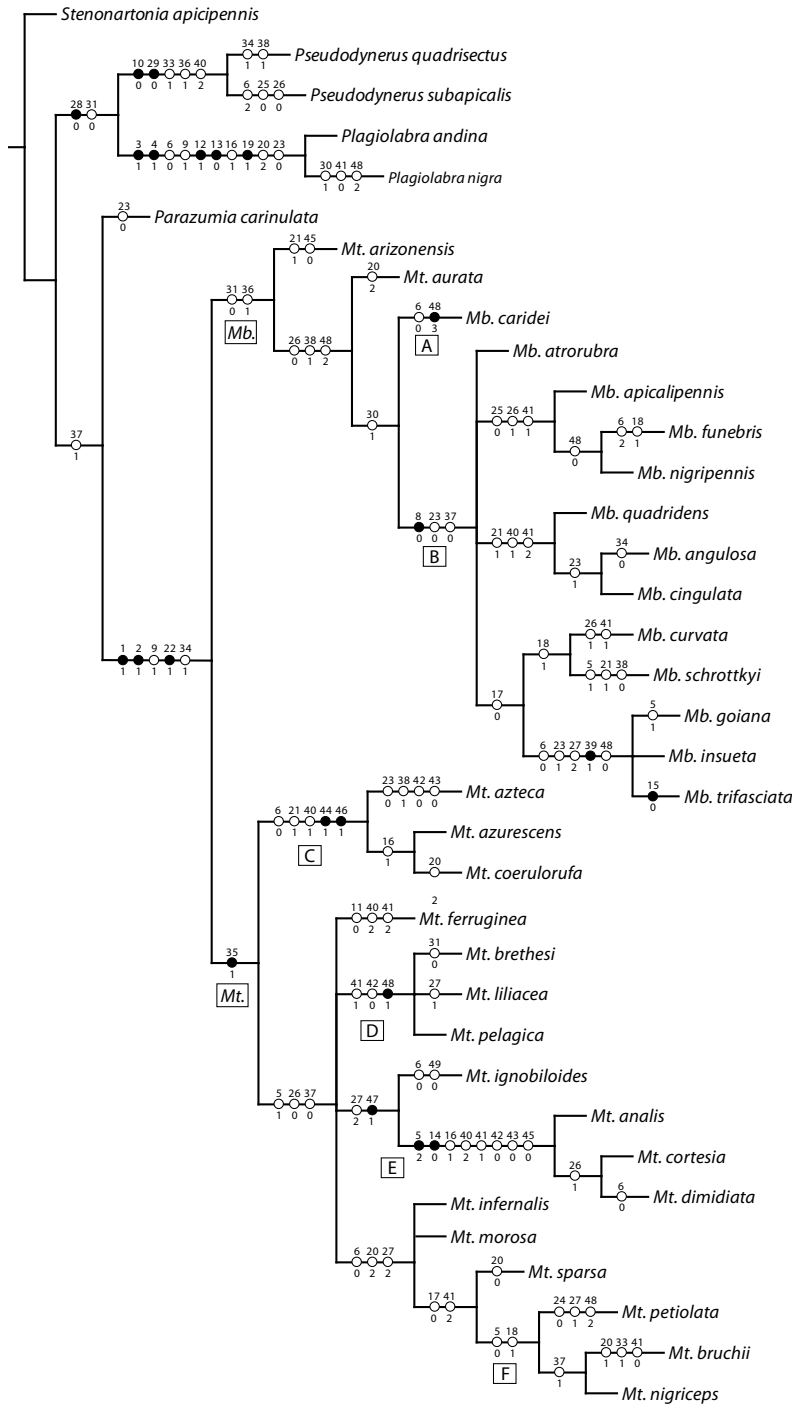 Stenonartonia apicipennis
34 38
1 1
Pseudodynerus quadrisectus
10 29 33 36 40
0 0 1 1 2
6 25 26
2 0 0
Pseudodynerus subapicalis
28 31
0 0
Plagiolabra andina
3 4 6 9 12 13 16 19 20 23
1 1 0 1 1 0 1 1 2 0
30 41 48
1 0 2
Plagiolabra nigra
23
0
Parazumia carinulata
21 45
1 0
Mt. arizonensis
20
2
Mt. aurata
31 36
0 1
Mb.
6 48
0 3
Mb. caridei
A
26 38 48
0 1 2
Mb. atrorubra
Mb. apicalipennis
30
1
25 26 41
0 1 1
6 18
2 1
Mb. funebris
37
1
48
0
Mb. nigripennis
Mb. quadridens
8 23 37
0 0 0
B
21 40 41
1 1 2
34
0
Mb. angulosa
23
1
Mb. cingulata
26 41
1 1
Mb. curvata
1 2 9 22 34
1 1 1 1 1
18
1
5 21 38
1 1 0
Mb. schrottkyi
17
0
5
1
Mb. goiana
6 23 27 39 48
0 1 2 1 0
Mb. insueta
15
0
Mb. trifasciata
23 38 42 43
0 1 0 0
Mt. azteca
6 21 40 44 46
0 1 1 1 1
C
Mt. azurescens
16
1
20
Mt. coerulorufa
2
11 40 41
0 2 2
Mt. ferruginea
35
1
Mt.
31
0
Mt. brethesi
41 42 48
1 0 1
D
27
1
Mt. liliacea
Mt. pelagica
6 49
0 0
Mt. ignobiloides
5 26 37
1 0 0
27 47
2 1
Mt. analis
5 14 16 40 41 42 43 45
2 0 1 2 1 0 0 0
E
Mt. cortesia
26
1
6
0
Mt. dimidiata
Mt. infernalis
Mt. morosa
6 20 27
0 2 2
20
0
Mt. sparsa
17 41
0 2
24 27 48
0 1 2
Mt. petiolata
5 18
0 1
F
20 33 41
1 1 0
Mt. bruchii
37
1
Mt. nigriceps